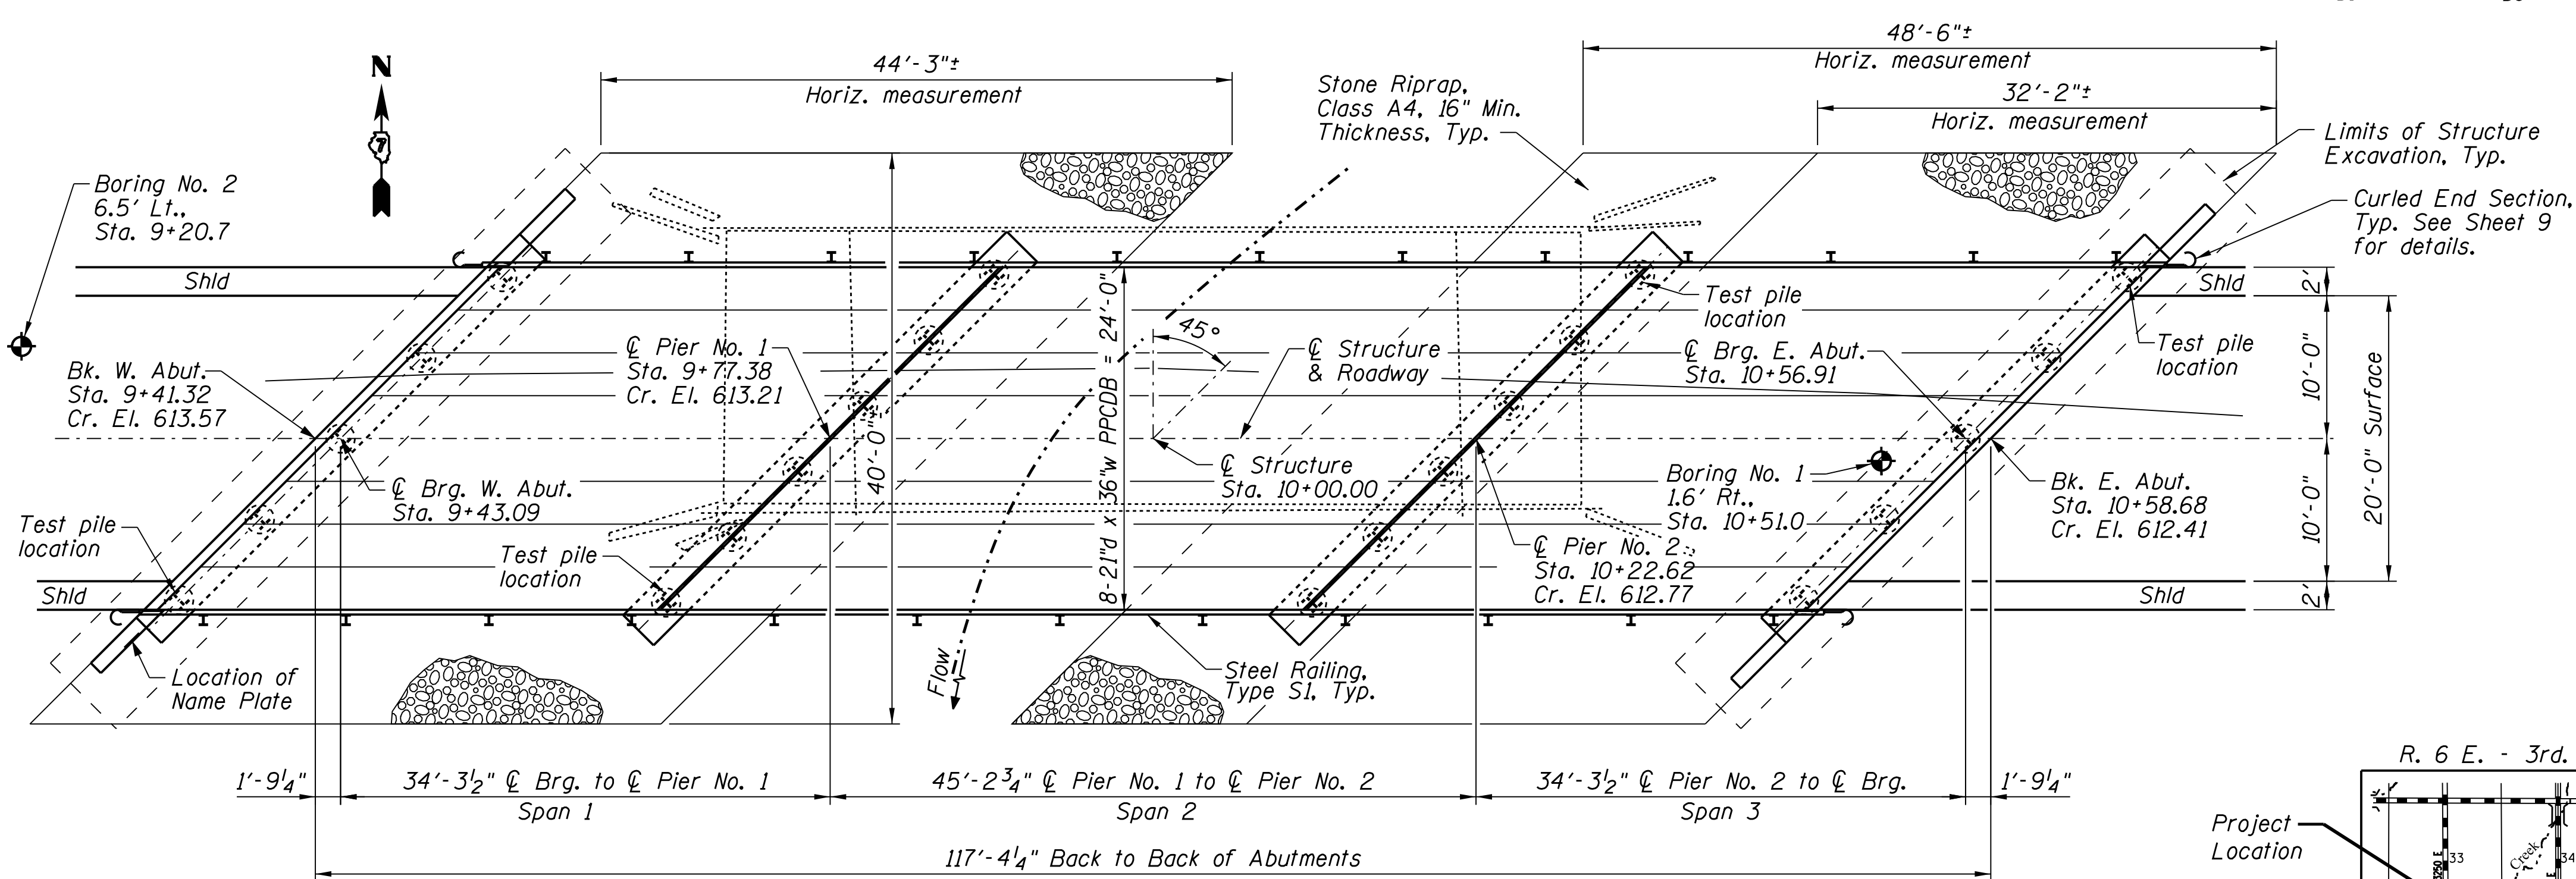 48'-6"±
Horiz. measurement
44'-3"±
Horiz. measurement
32'-2"±
Horiz. measurement
N
7
Stone Riprap,
Class A4, 16" Min.
Thickness, Typ.
Limits of Structure
Excavation, Typ.
Boring No. 2
6.5' Lt.,
Sta. 9+20.7
Curled End Section,
Typ. See Sheet 9
for details.
Shld
Shld
2'
Test pile
location
Test pile
location
45°
℄ Pier No. 1
Sta. 9+77.38
Cr. El. 613.21
℄ Structure
& Roadway
℄ Brg. E. Abut.
Sta. 10+56.91
Bk. W. Abut.
Sta. 9+41.32
Cr. El. 613.57
10'-0"
20'-0" Surface
40'-0"
8-21"d x 36"w PPCDB = 24'-0"
℄ Brg. W. Abut.
Sta. 9+43.09
℄ Structure
Sta. 10+00.00
Boring No. 1
1.6' Rt.,
Sta. 10+51.0
Bk. E. Abut.
Sta. 10+58.68
Cr. El. 612.41
10'-0"
Test pile
location
Test pile
location
℄ Pier No. 2
Sta. 10+22.62
Cr. El. 612.77
Shld
Shld
2'
Location of
Name Plate
Flow
Steel Railing,
Type S1, Typ.
1'-9¼"
34'-3½" ℄ Brg. to ℄ Pier No. 1
Span 1
45'-2¾" ℄ Pier No. 1 to ℄ Pier No. 2
Span 2
34'-3½" ℄ Pier No. 2 to ℄ Brg.
Span 3
1'-9¼"
117'-4¼" Back to Back of Abutments
R. 6 E. - 3rd.
Project
Location
33
Creek
34